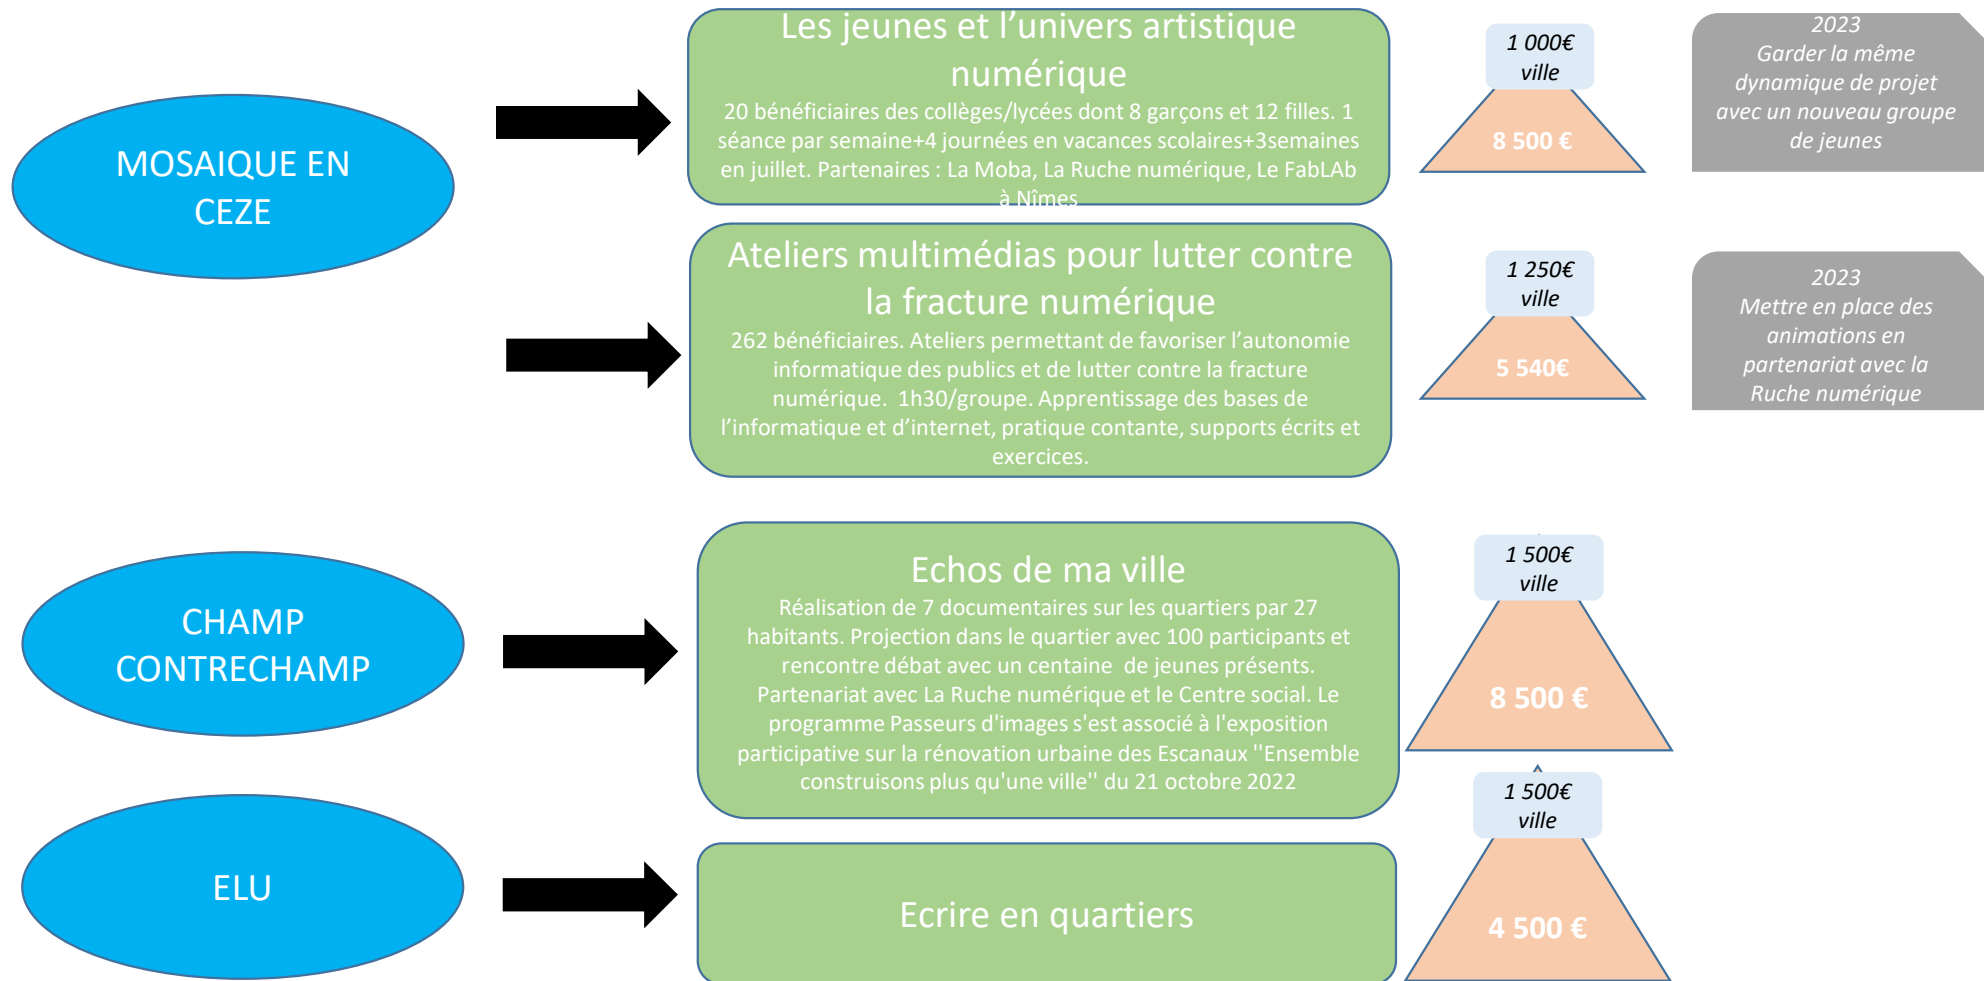 MOSAIQUE EN
CEZE
Les jeunes et l'univers artistique
numérique
20 bénéficiaires des collèges/lycées dont 8 garçons et 12 filles. 1
séance par semaine+4 journées en vacances scolaires+3semaines
en juillet. Partenaires : La Moba, La Ruche numérique, Le FabLAb
à Nîmes
1 000€
ville
8 500 €
2023
Garder la même
dynamique de projet
avec un nouveau groupe
de jeunes
Ateliers multimédias pour lutter contre
la fracture numérique
262 bénéficiaires. Ateliers permettant de favoriser l'autonomie
informatique des publics et de lutter contre la fracture
numérique.  1h30/groupe. Apprentissage des bases de
l'informatique et d'internet, pratique contante, supports écrits et
exercices.
1 250€
ville
5 540€
2023
Mettre en place des
animations en
partenariat avec la
Ruche numérique
CHAMP
CONTRECHAMP
Echos de ma ville
Réalisation de 7 documentaires sur les quartiers par 27
habitants. Projection dans le quartier avec 100 participants et
rencontre débat avec un centaine  de jeunes présents.
Partenariat avec La Ruche numérique et le Centre social. Le
programme Passeurs d'images s'est associé à l'exposition
participative sur la rénovation urbaine des Escanaux ''Ensemble
construisons plus qu'une ville'' du 21 octobre 2022
1 500€
ville
8 500 €
ELU
Ecrire en quartiers
1 500€
ville
4 500 €